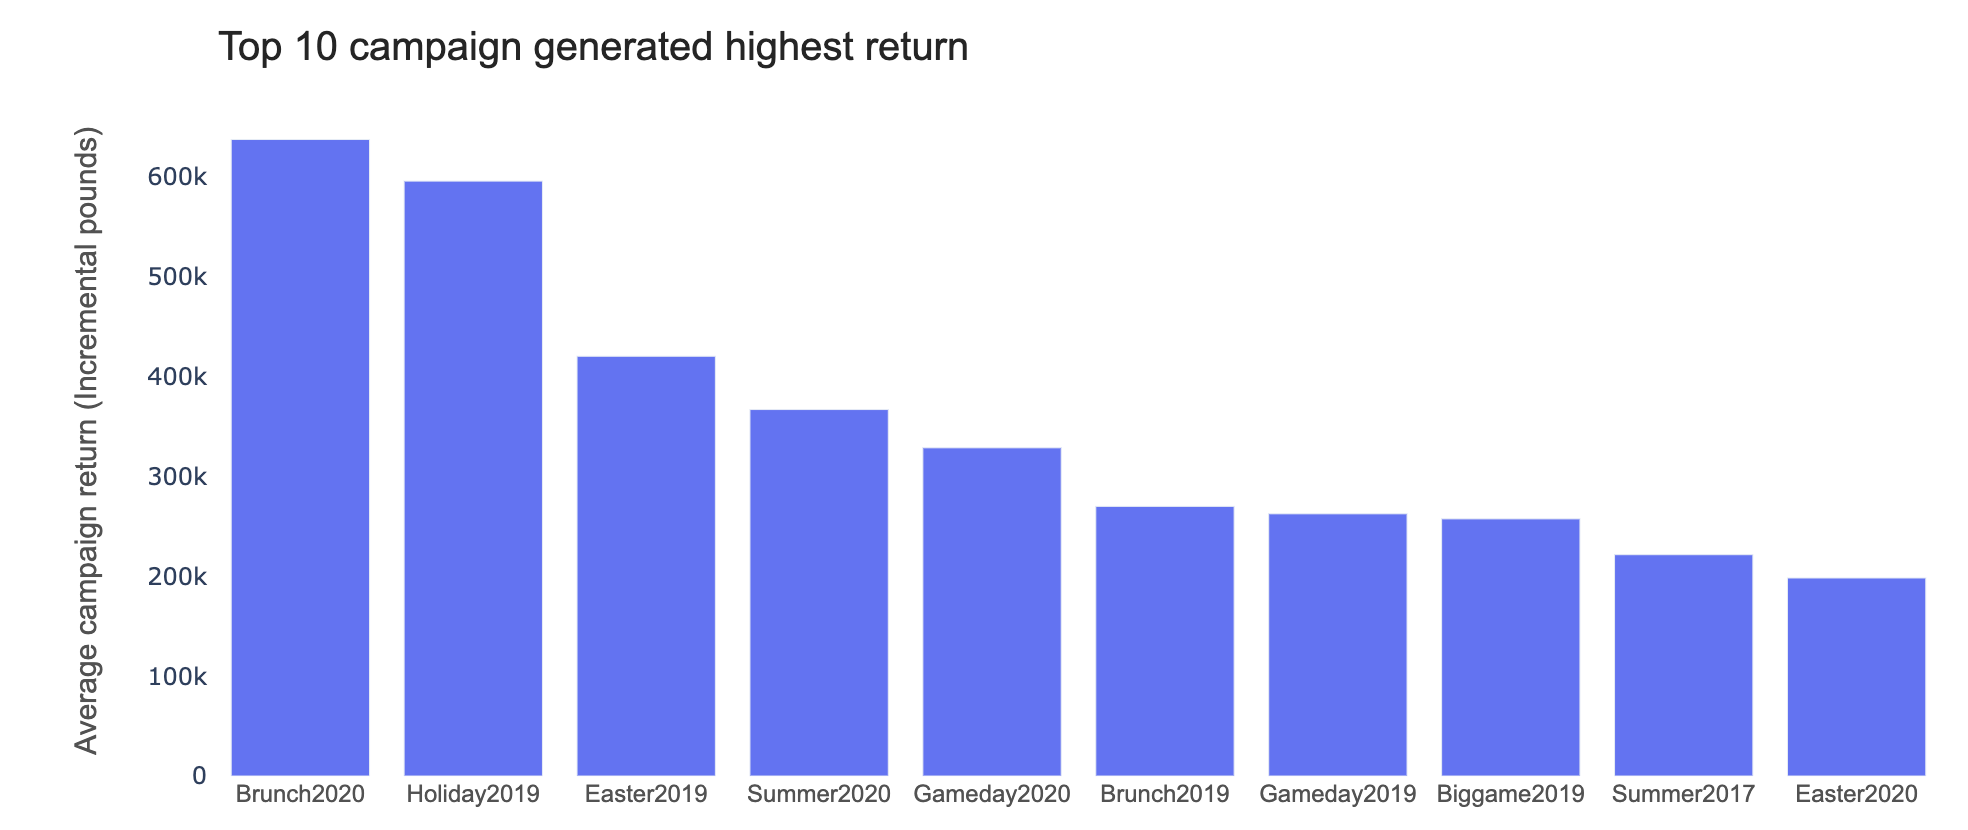 Top 10 campaign generated highest return
Average campaign return (Incremental pounds)
600k
500k
400k
300k
200k
100k
0
Brunch2020 Holiday2019 Easter2019 Summer2020 Gameday2020 Brunch2019 Gameday2019 Biggame2019 Summer2017 Easter2020